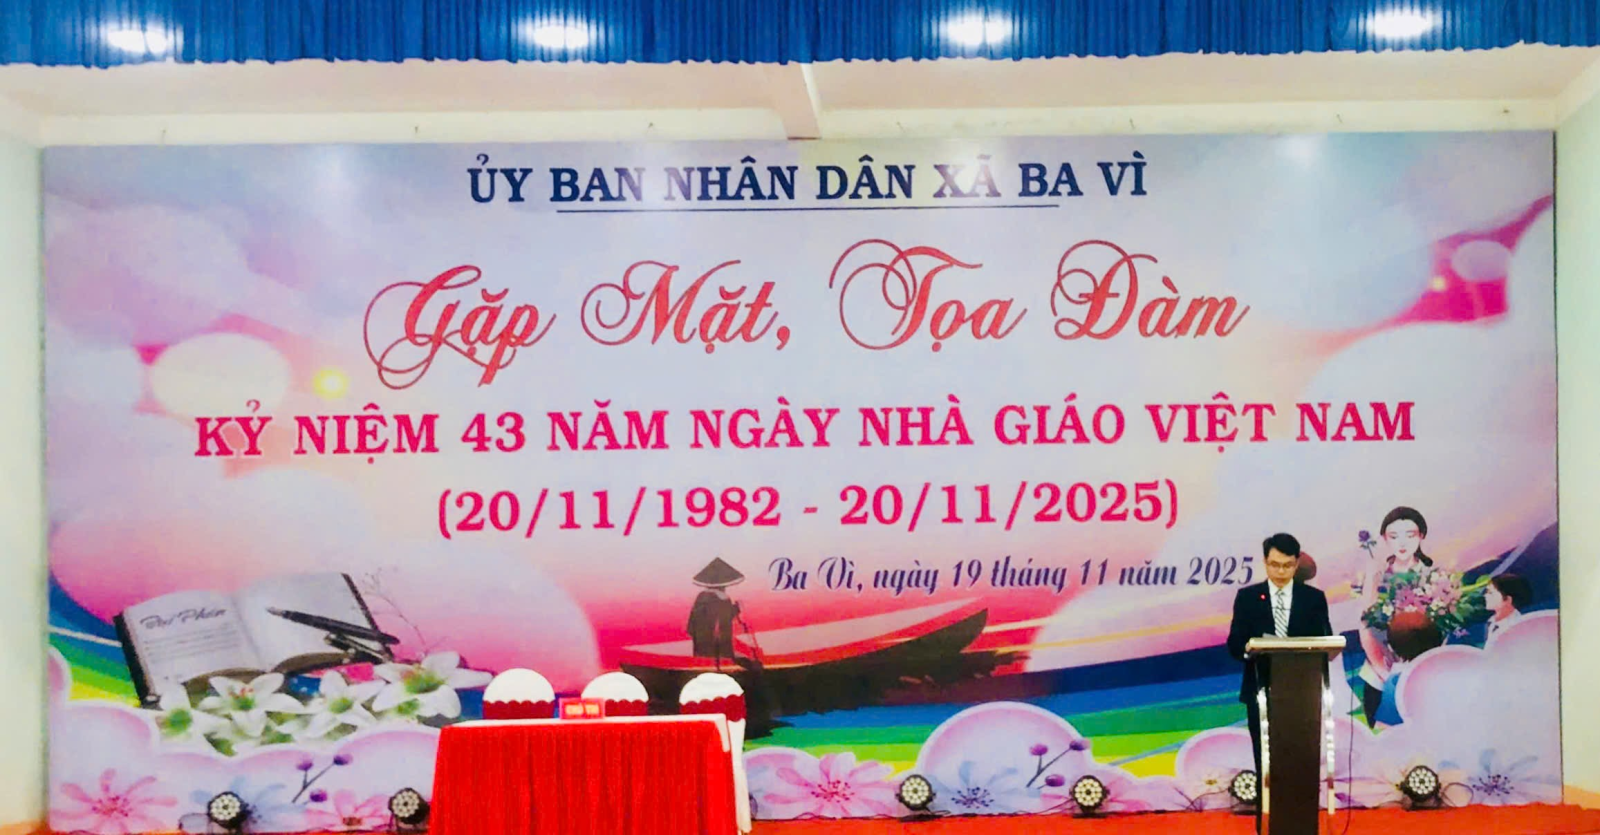 ỦY BAN NHÂN DÂN XÃ BA VÌ
Gặp Mặt, Tọa Đàm
KỶ NIỆM 43 NĂM NGÀY NHÀ GIÁO VIỆT NAM
(20/11/1982 - 20/11/2025)
Ba Vì, ngày 19 tháng 11 năm 2025